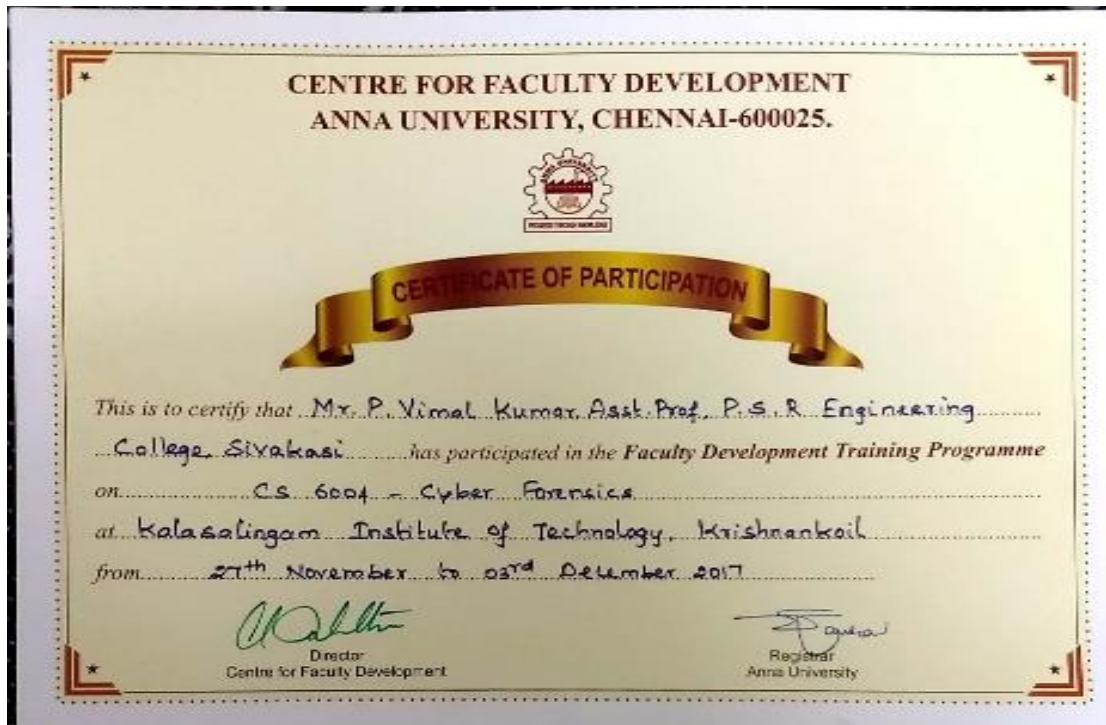 CENTRE FOR FACULTY DEVELOPMENT
ANNA UNIVERSITY, CHENNAI-600025.
ANNA UNIVERSITY
CERTIFICATE OF PARTICIPATION
This is to certify that Mr. P. Vimal Kumar, Asst. Prof, P.S.R Engineering
College, Sivakasi has participated in the Faculty Development Training Programme
on CS 6004 - Cyber Forensics
at Kalasalingam Institute of Technology, Krishnankoil
from 27th November to 03rd December 2017
Director
Centre for Faculty Development
Registrar
Anna University